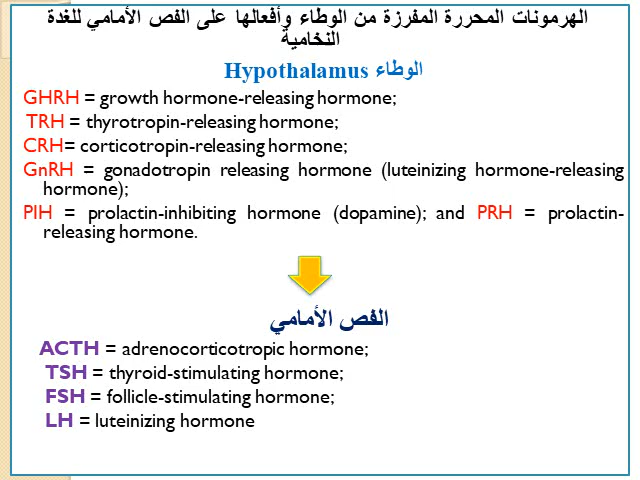 الهرمونات المحررة المفرزة من الوطاء وأفعالها على الفص الأمامي للغدة
النخامية
الوطاء Hypothalamus
GHRH = growth hormone-releasing hormone;
TRH = thyrotropin-releasing hormone;
CRH= corticotropin-releasing hormone;
GnRH = gonadotropin releasing hormone (luteinizing hormone-releasing
hormone);
PIH = prolactin-inhibiting hormone (dopamine); and PRH = prolactin-
releasing hormone.
الفص الأمامي
ACTH = adrenocorticotropic hormone;
TSH = thyroid-stimulating hormone;
FSH = follicle-stimulating hormone;
LH = luteinizing hormone